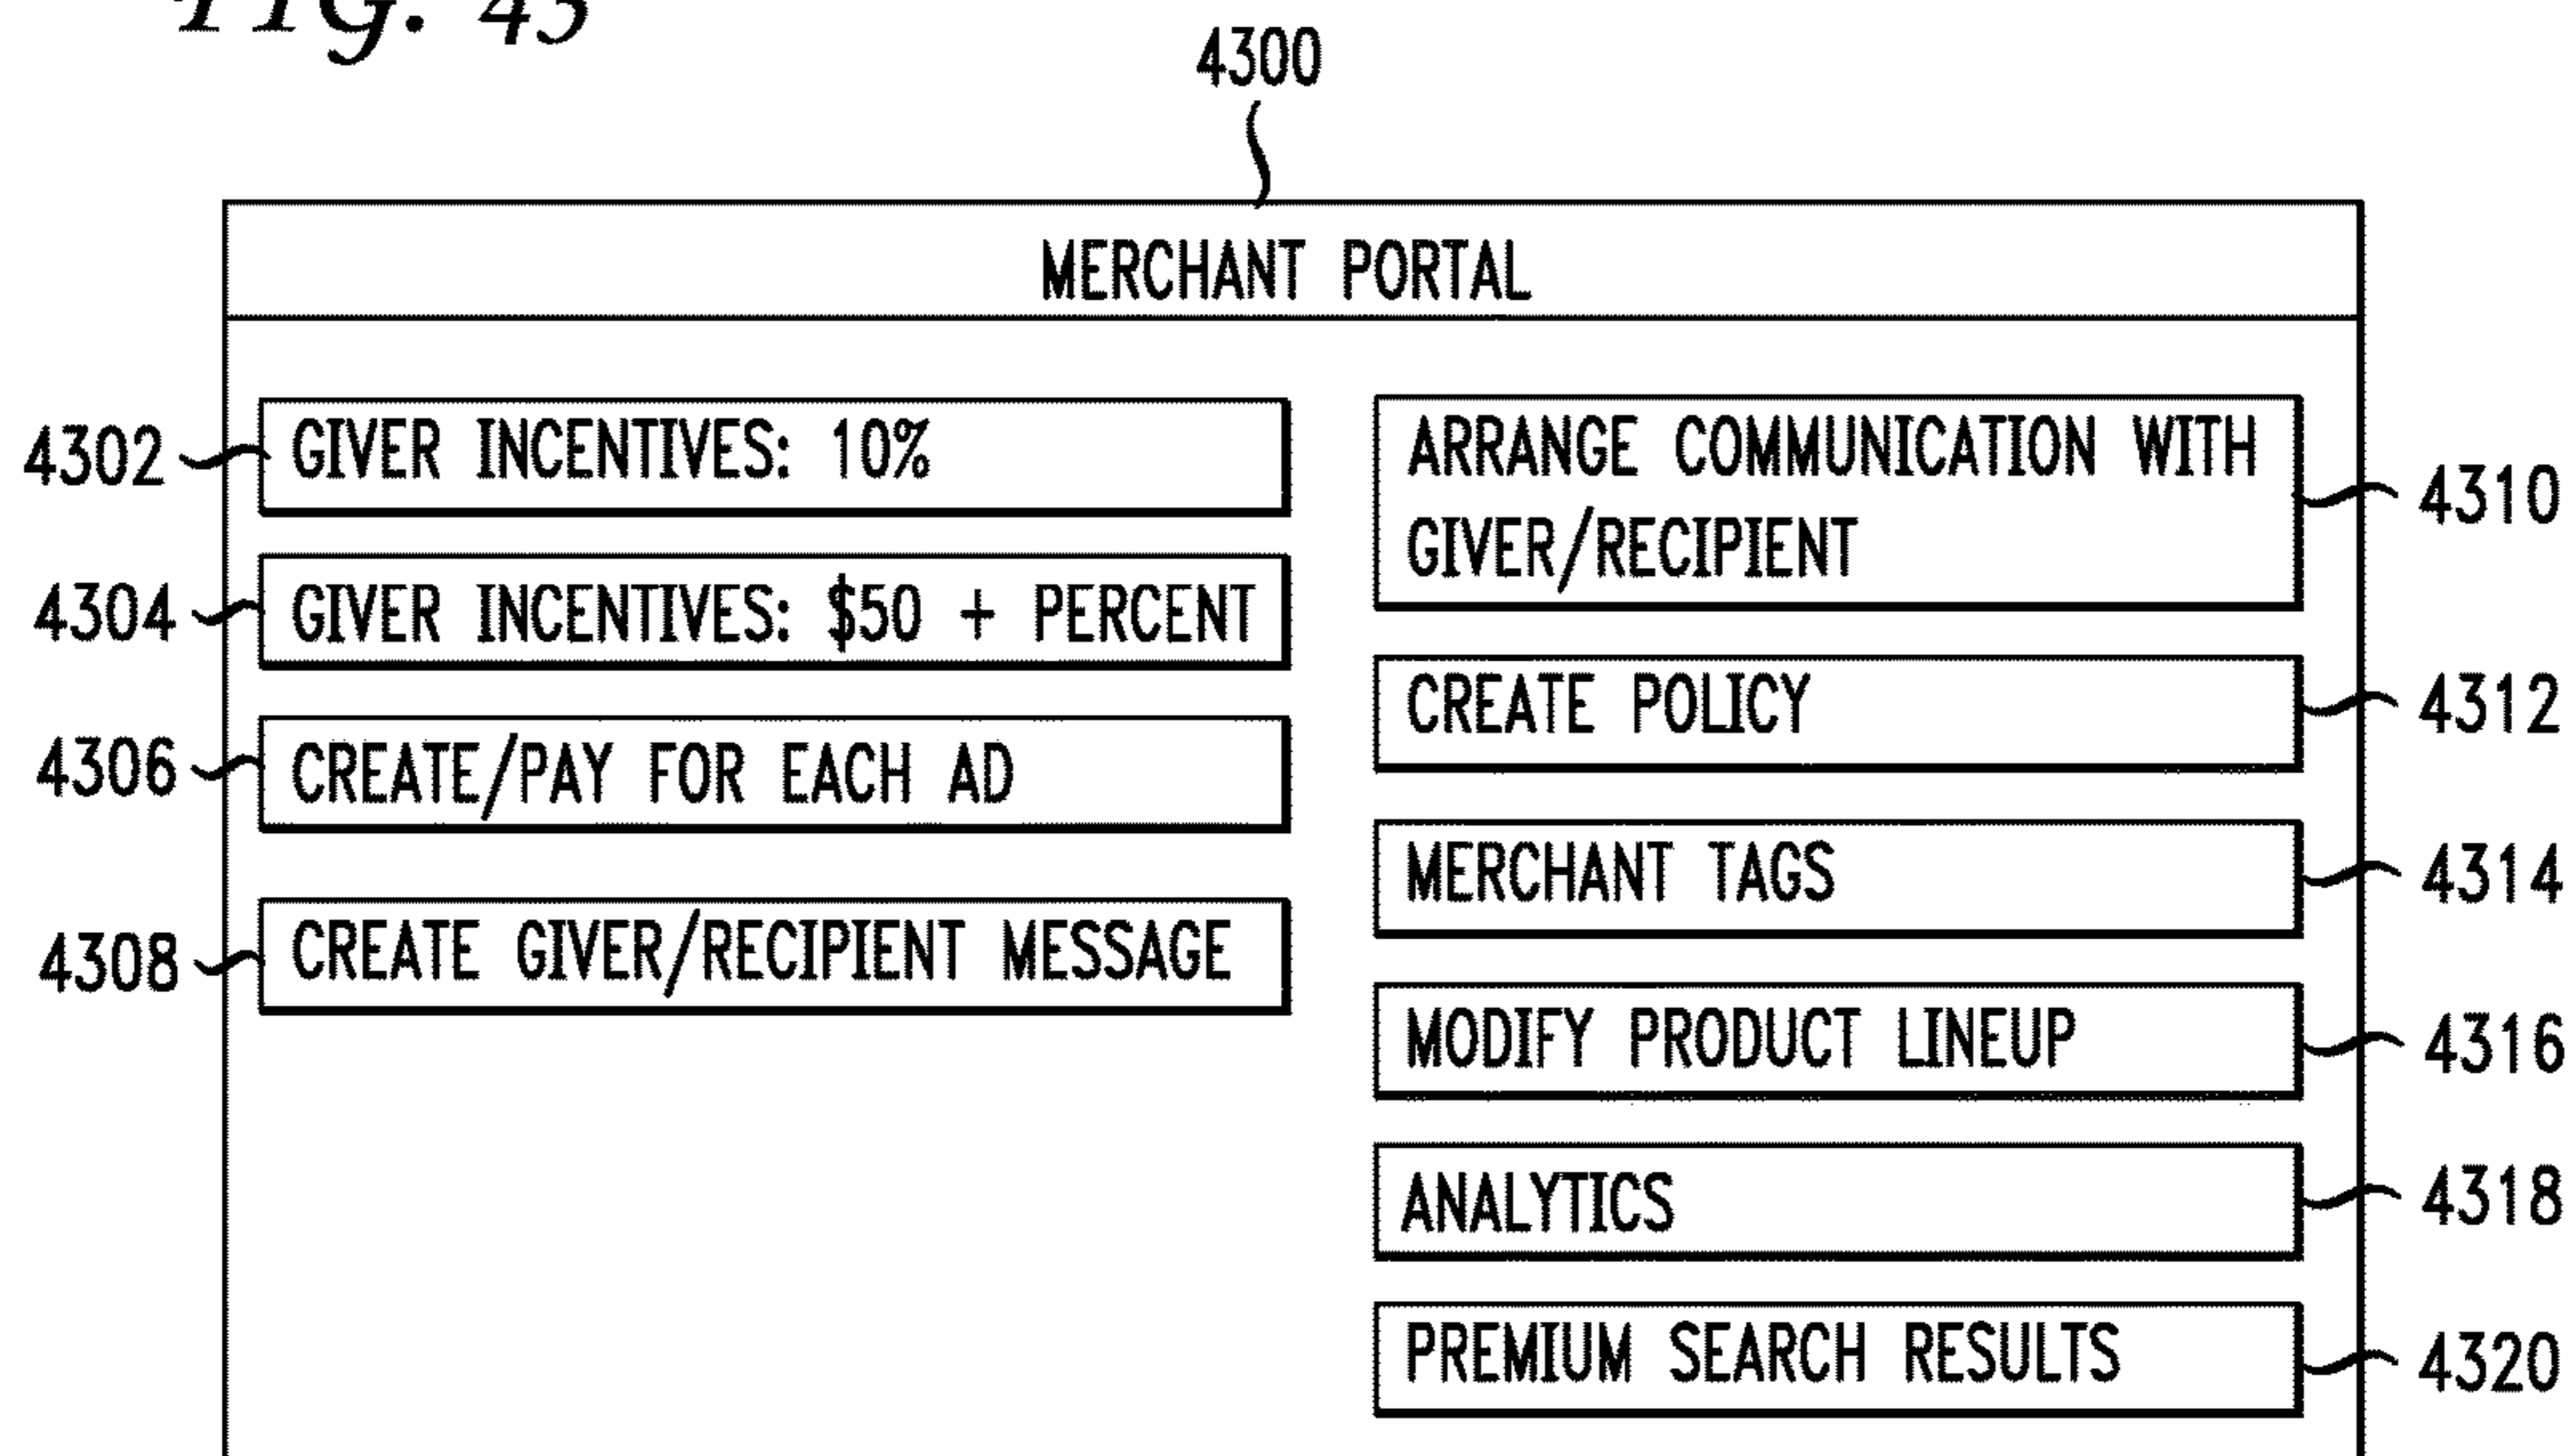 FIG. 43
4300
MERCHANT PORTAL
4302
GIVER INCENTIVES: 10%
4304
GIVER INCENTIVES: $50 + PERCENT
4306
CREATE/PAY FOR EACH AD
4308
CREATE GIVER/RECIPIENT MESSAGE
ARRANGE COMMUNICATION WITH
GIVER/RECIPIENT
4310
CREATE POLICY
4312
MERCHANT TAGS
4314
MODIFY PRODUCT LINEUP
4316
ANALYTICS
4318
PREMIUM SEARCH RESULTS
4320